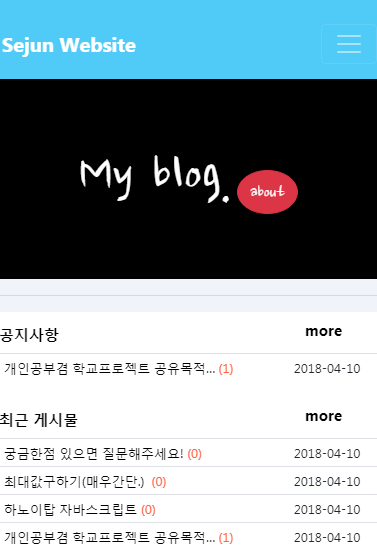 Sejun Website
My blog. about
공지사항 more
개인공부겸 학교프로젝트 공유목적... (1) 2018-04-10
최근 게시물 more
궁금한점 있으면 질문해주세요! (0) 2018-04-10
최대값구하기(매우간단.) (0) 2018-04-10
하노이탑 자바스크립트 (0) 2018-04-10
개인공부겸 학교프로젝트 공유목적... (1) 2018-04-10